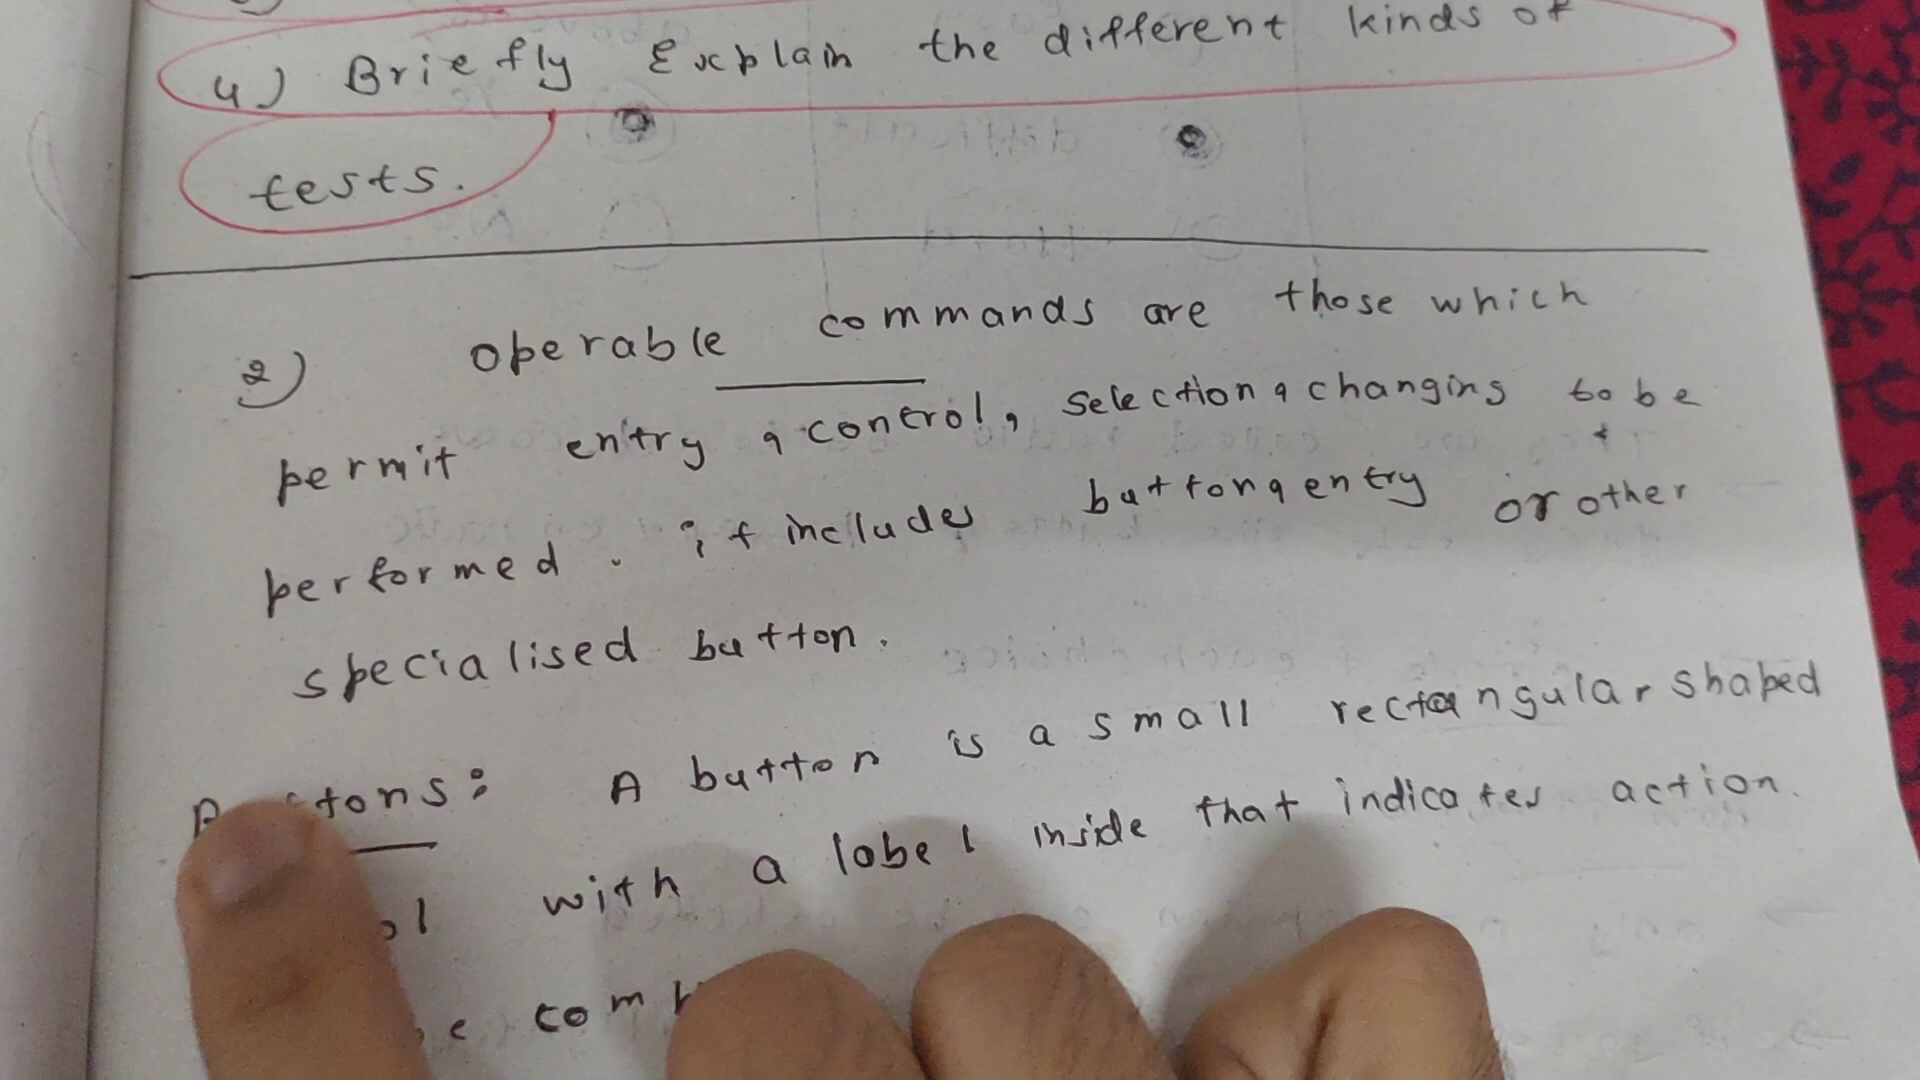 4) Briefly Explain the different kinds of
tests.
2) operable commands are those which
permit entry, control, selection, changing to be
performed. it includes button, entry or other
specialised button.
Buttons: A button is a small rectangular shaped
with a label inside that indicates action.